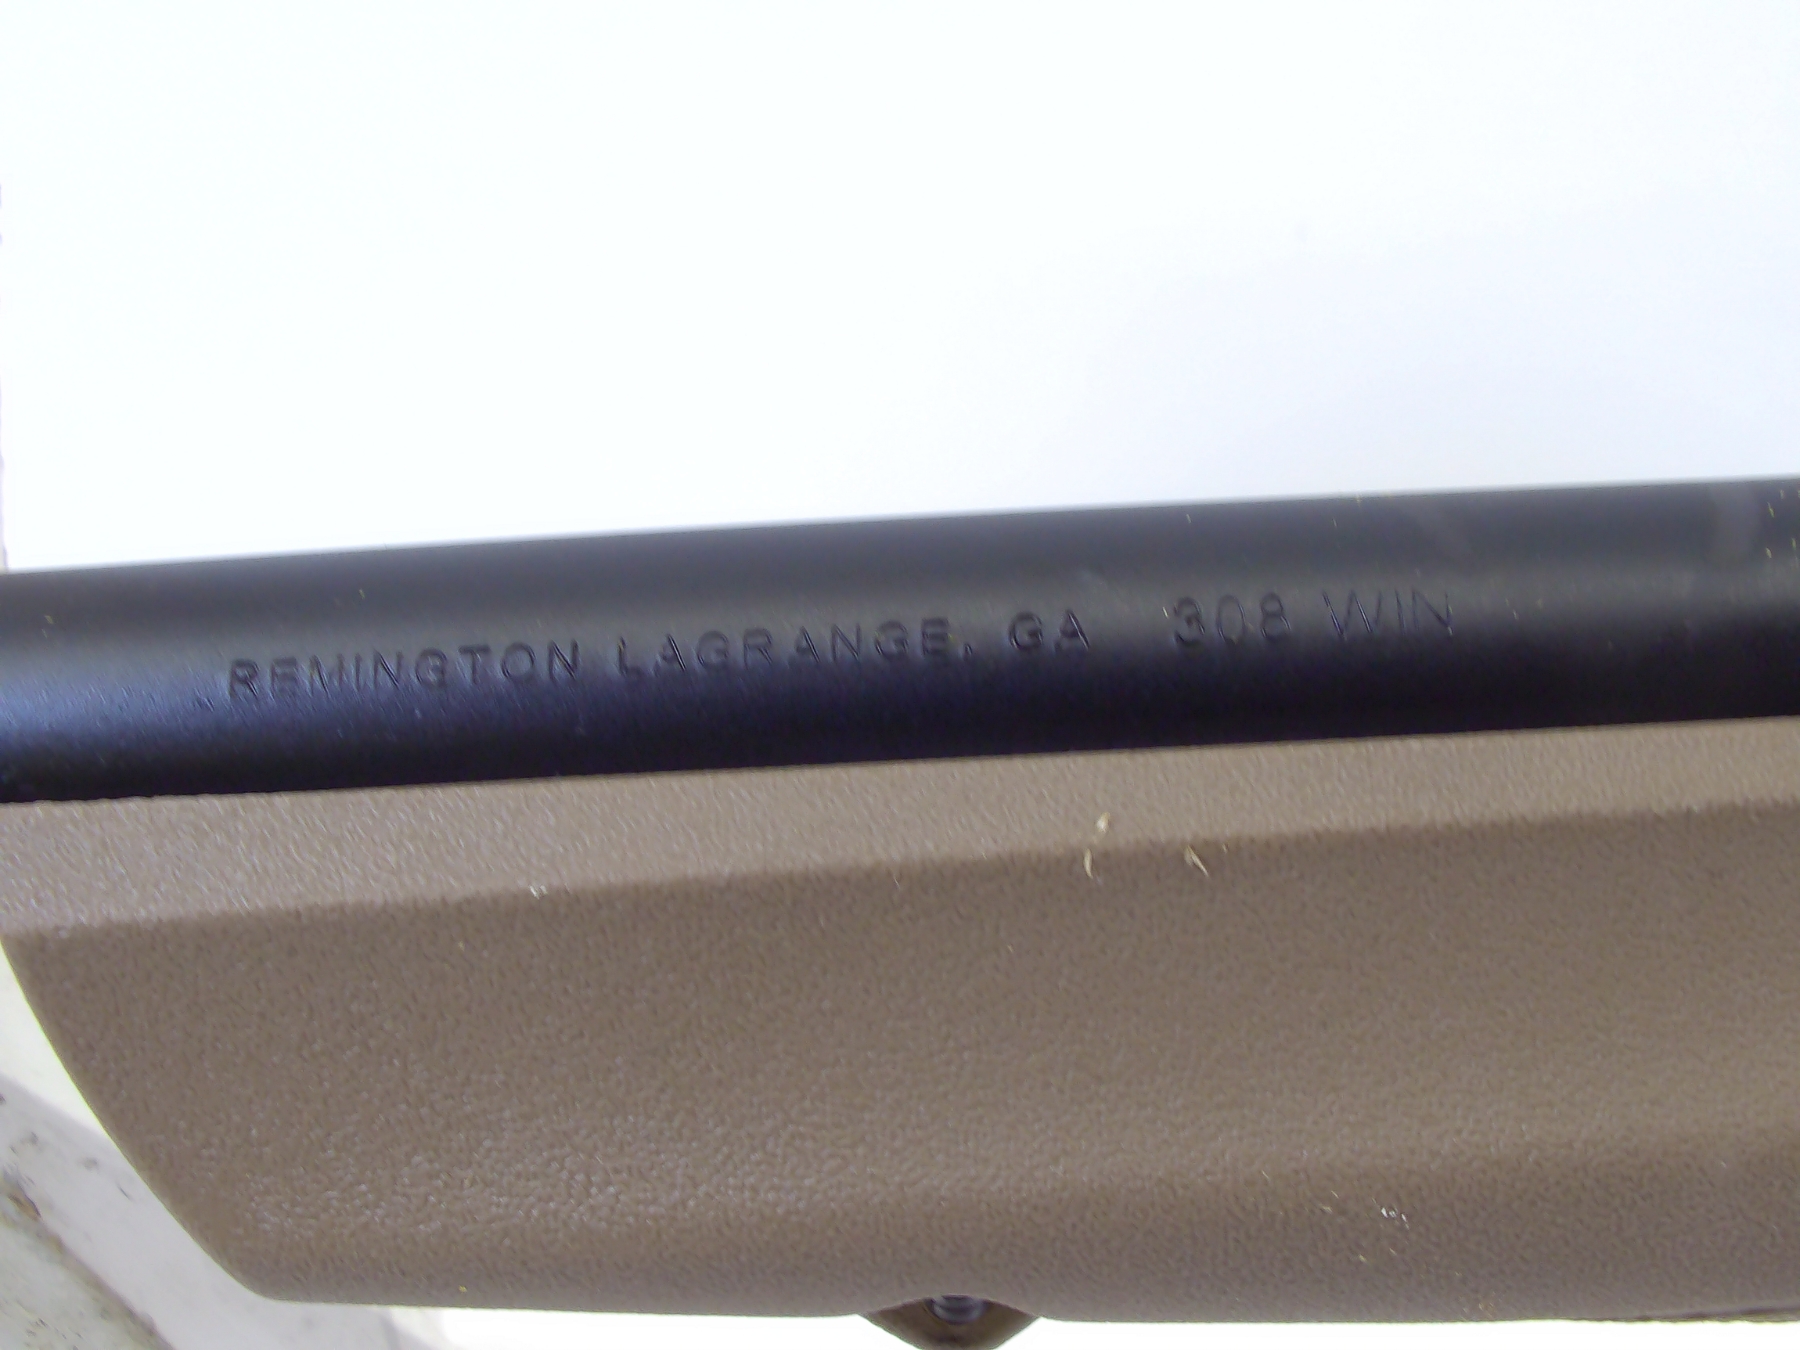 REMINGTON LAGRANGE, GA 308 WIN